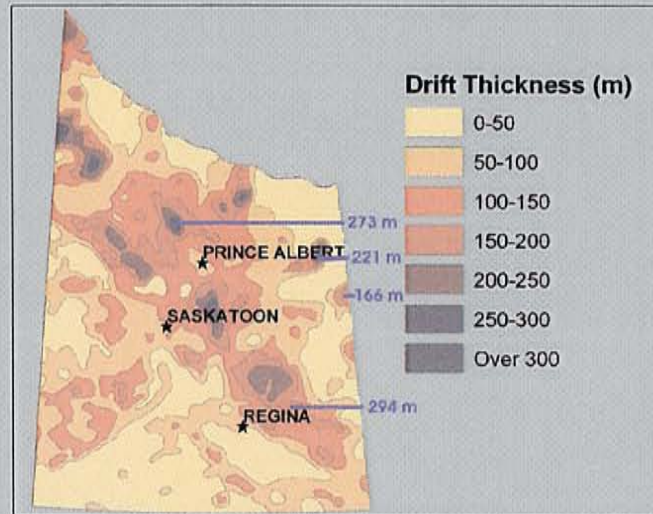 Drift Thickness (m)
0-50
50-100
100-150
150-200
200-250
250-300
Over 300
273 m
PRINCE ALBERT
221 m
166 m
SASKATOON
294 m
REGINA